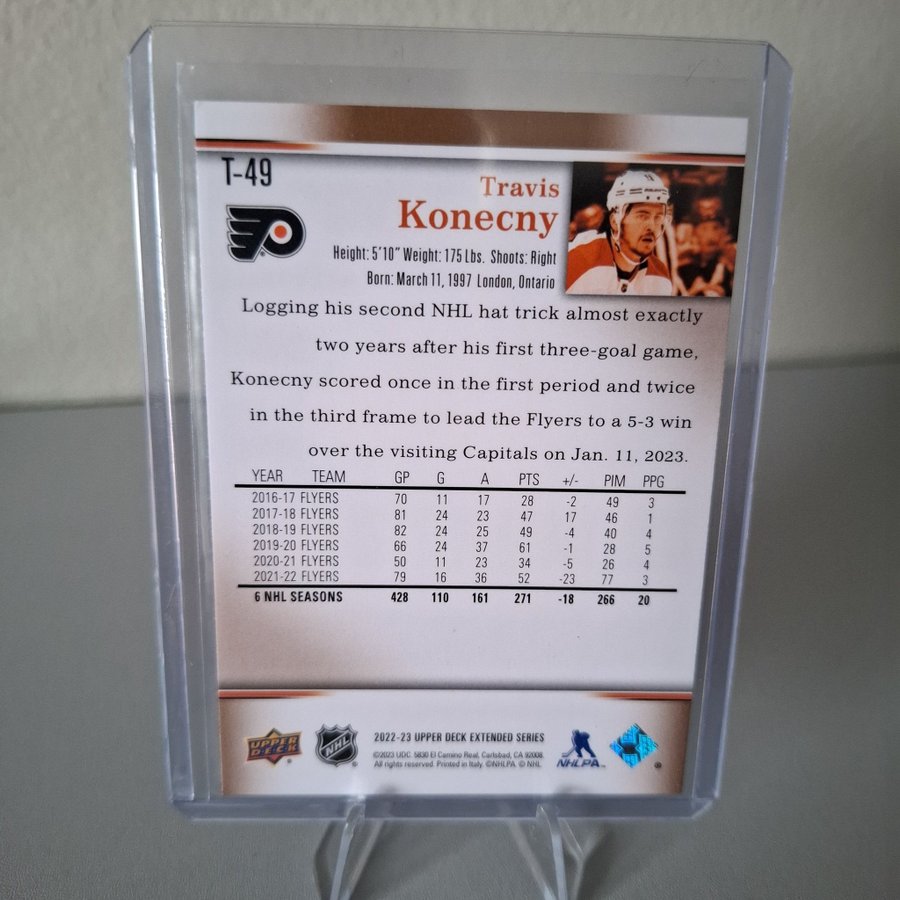 T-49
Travis
Konecny
Height: 5'10" Weight: 175 Lbs. Shoots: Right
Born: March 11, 1997 London, Ontario
Logging his second NHL hat trick almost exactly
two years after his first three-goal game,
Konecny scored once in the first period and twice
in the third frame to lead the Flyers to a 5-3 win
over the visiting Capitals on Jan. 11, 2023.
YEAR TEAM GP G A PTS +/- PIM PPG
2016-17 FLYERS 70 11 17 28 -2 49 3
2017-18 FLYERS 81 24 23 47 17 46 1
2018-19 FLYERS 82 24 25 49 -4 40 4
2019-20 FLYERS 66 24 37 61 -1 28 5
2020-21 FLYERS 50 11 23 34 -5 26 4
2021-22 FLYERS 79 16 36 52 -23 77 3
6 NHL SEASONS 428 110 161 271 -18 266 20
UPPER DECK
NHL
2022-23 UPPER DECK EXTENDED SERIES
©2023 UDC 5830 El Camino Real, Carlsbad, CA 92008.
All rights reserved. Printed in Italy. ©NHLPA. © NHL
NHLPA